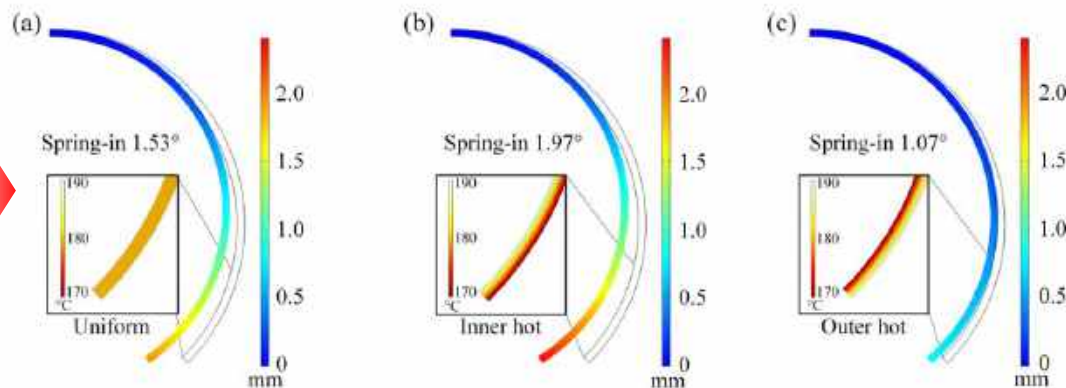 (a)
2.0
Spring-in 1.53°
1.5
190
180
1.0
170
°C
0.5
Uniform
0
mm
(b)
2.0
Spring-in 1.97°
1.5
190
180
1.0
170
°C
0.5
Inner hot
0
mm
(c)
2.0
Spring-in 1.07°
1.5
190
180
1.0
170
°C
0.5
Outer hot
0
mm